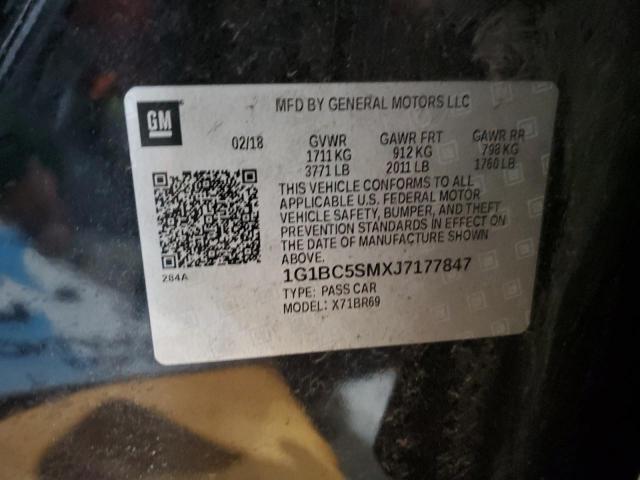 GM
MFD BY GENERAL MOTORS LLC
02/18 GVWR GAWR FRT GAWR RR
1711 KG 912 KG 798 KG
3771 LB 2011 LB 1760 LB
THIS VEHICLE CONFORMS TO ALL
APPLICABLE U.S. FEDERAL MOTOR
VEHICLE SAFETY, BUMPER, AND THEFT
PREVENTION STANDARDS IN EFFECT ON
THE DATE OF MANUFACTURE SHOWN
ABOVE.
284A
1G1BC5SMXJ7177847
TYPE: PASS CAR
MODEL: X71BR69